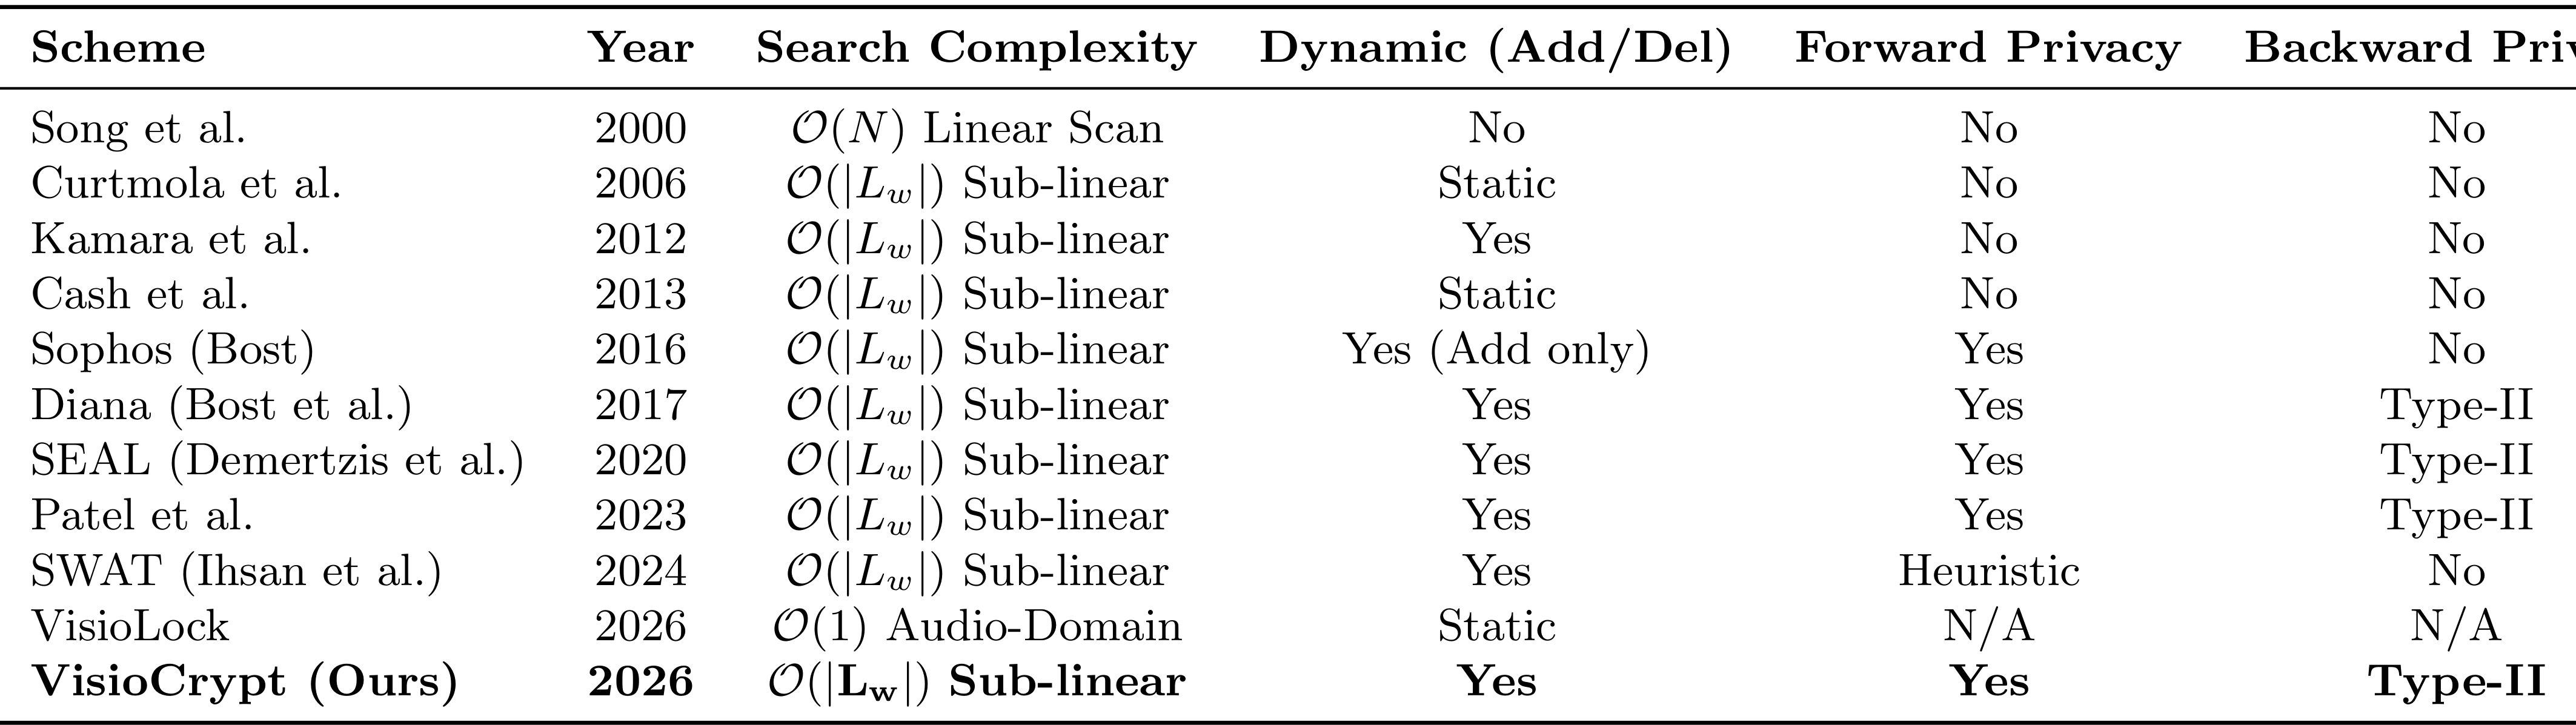 Scheme Year Search Complexity Dynamic (Add/Del) Forward Privacy Backward Priv
Song et al. 2000 𝒪(N) Linear Scan No No No
Curtmola et al. 2006 𝒪(|L_w|) Sub-linear Static No No
Kamara et al. 2012 𝒪(|L_w|) Sub-linear Yes No No
Cash et al. 2013 𝒪(|L_w|) Sub-linear Static No No
Sophos (Bost) 2016 𝒪(|L_w|) Sub-linear Yes (Add only) Yes No
Diana (Bost et al.) 2017 𝒪(|L_w|) Sub-linear Yes Yes Type-II
SEAL (Demertzis et al.) 2020 𝒪(|L_w|) Sub-linear Yes Yes Type-II
Patel et al. 2023 𝒪(|L_w|) Sub-linear Yes Yes Type-II
SWAT (Ihsan et al.) 2024 𝒪(|L_w|) Sub-linear Yes Heuristic No
VisioLock 2026 𝒪(1) Audio-Domain Static N/A N/A
VisioCrypt (Ours) 2026 𝒪(|L_w|) Sub-linear Yes Yes Type-II